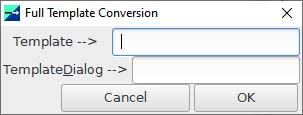 Full Template Conversion
Template -->
TemplateDialog -->
Cancel OK